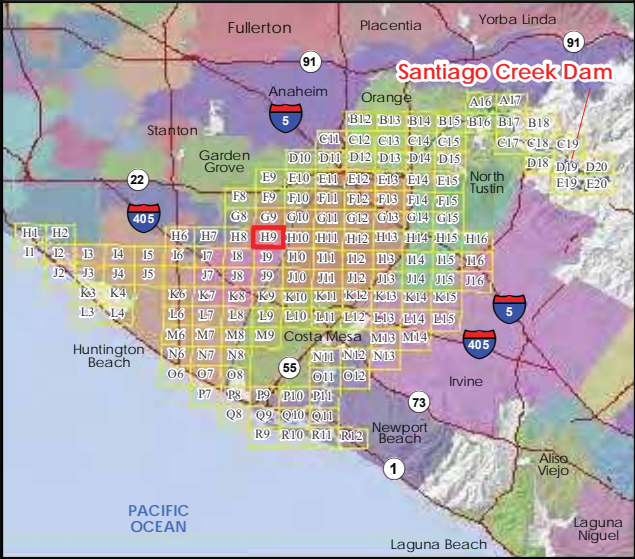 Fullerton
Placentia
Yorba Linda
91
91
Santiago Creek Dam
Anaheim
Orange
A16 A17
5
B12 B13 B14 B15 B16 B17 B18
Stanton
C11 C12 C13 C14 C15 C17 C18 C19
Garden
Grove
D10 D11 D12 D13 D14 D15 D18 D19 D20
North
Tustin
E9 E10 E11 E12 E13 E14 E15 E19 E20
22
F8 F9 F10 F11 F12 F13 F14 F15
405
G8 G9 G10 G11 G12 G13 G14 G15
H1 H2 H6 H7 H8 H9 H10 H11 H12 H13 H14 H15 H16
I1 I2 I3 I4 I5 I6 I7 I8 I9 I10 I11 I12 I13 I14 I15 I16
J2 J3 J4 J5 J7 J8 J9 J10 J11 J12 J13 J14 J15 J16
K3 K4 K6 K7 K8 K9 K10 K11 K12 K13 K14 K15
5
L3 L4 L6 L7 L8 L9 L10 L11 L12 L13 L14 L15
M6 M7 M8 M9 Costa Mesa M13 M14
405
Huntington
Beach
N6 N7 N8 N11 N12 N13
55
O6 O7 O8 O11 O12
Irvine
P7 P8 P9 P10 P11
73
Q8 Q9 Q10 Q11
Newport
Beach
R9 R10 R11 R12
1
Aliso
Viejo
PACIFIC
OCEAN
Laguna
Niguel
Laguna Beach